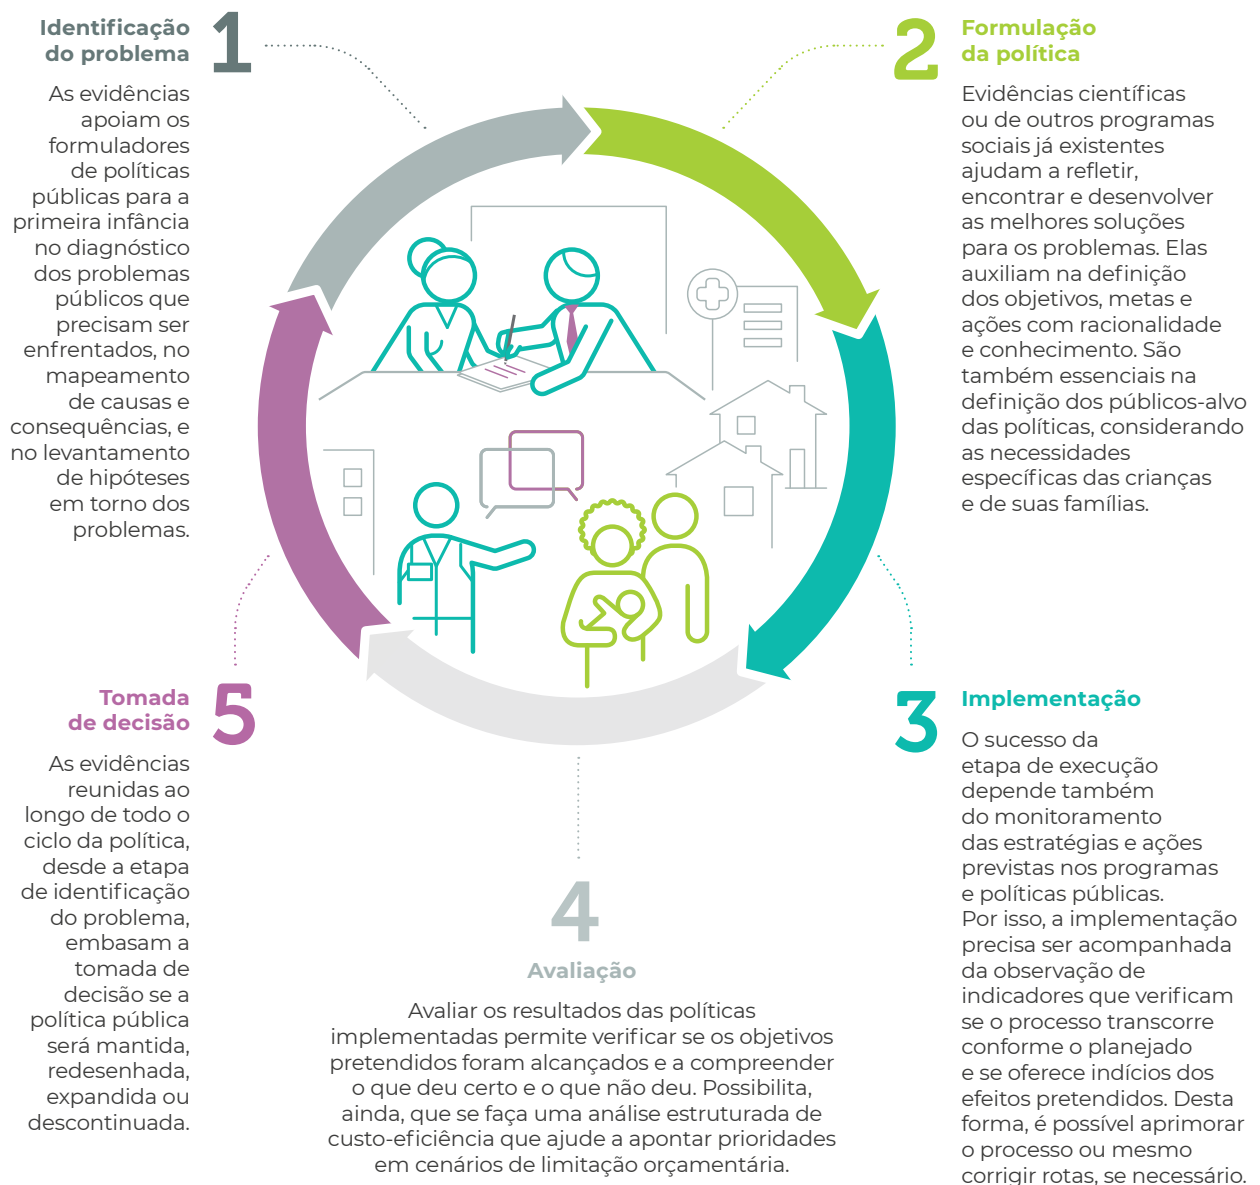 1
Identificação
do problema
As evidências
apoiam os
formuladores
de políticas
públicas para a
primeira infância
no diagnóstico
dos problemas
públicos que
precisam ser
enfrentados, no
mapeamento
de causas e
consequências, e
no levantamento
de hipóteses
em torno dos
problemas.
2
Formulação
da política
Evidências científicas
ou de outros programas
sociais já existentes
ajudam a refletir,
encontrar e desenvolver
as melhores soluções
para os problemas. Elas
auxiliam na definição
dos objetivos, metas e
ações com racionalidade
e conhecimento. São
também essenciais na
definição dos públicos-alvo
das políticas, considerando
as necessidades
específicas das crianças
e de suas famílias.
3
Implementação
O sucesso da
etapa de execução
depende também
do monitoramento
das estratégias e ações
previstas nos programas
e políticas públicas.
Por isso, a implementação
precisa ser acompanhada
da observação de
indicadores que verificam
se o processo transcorre
conforme o planejado
e se oferece indícios dos
efeitos pretendidos. Desta
forma, é possível aprimorar
o processo ou mesmo
corrigir rotas, se necessário.
4
Avaliação
Avaliar os resultados das políticas
implementadas permite verificar se os objetivos
pretendidos foram alcançados e a compreender
o que deu certo e o que não deu. Possibilita,
ainda, que se faça uma análise estruturada de
custo-eficiência que ajude a apontar prioridades
em cenários de limitação orçamentária.
5
Tomada
de decisão
As evidências
reunidas ao
longo de todo o
ciclo da política,
desde a etapa
de identificação
do problema,
embasam a
tomada de
decisão se a
política pública
será mantida,
redesenhada,
expandida ou
descontinuada.